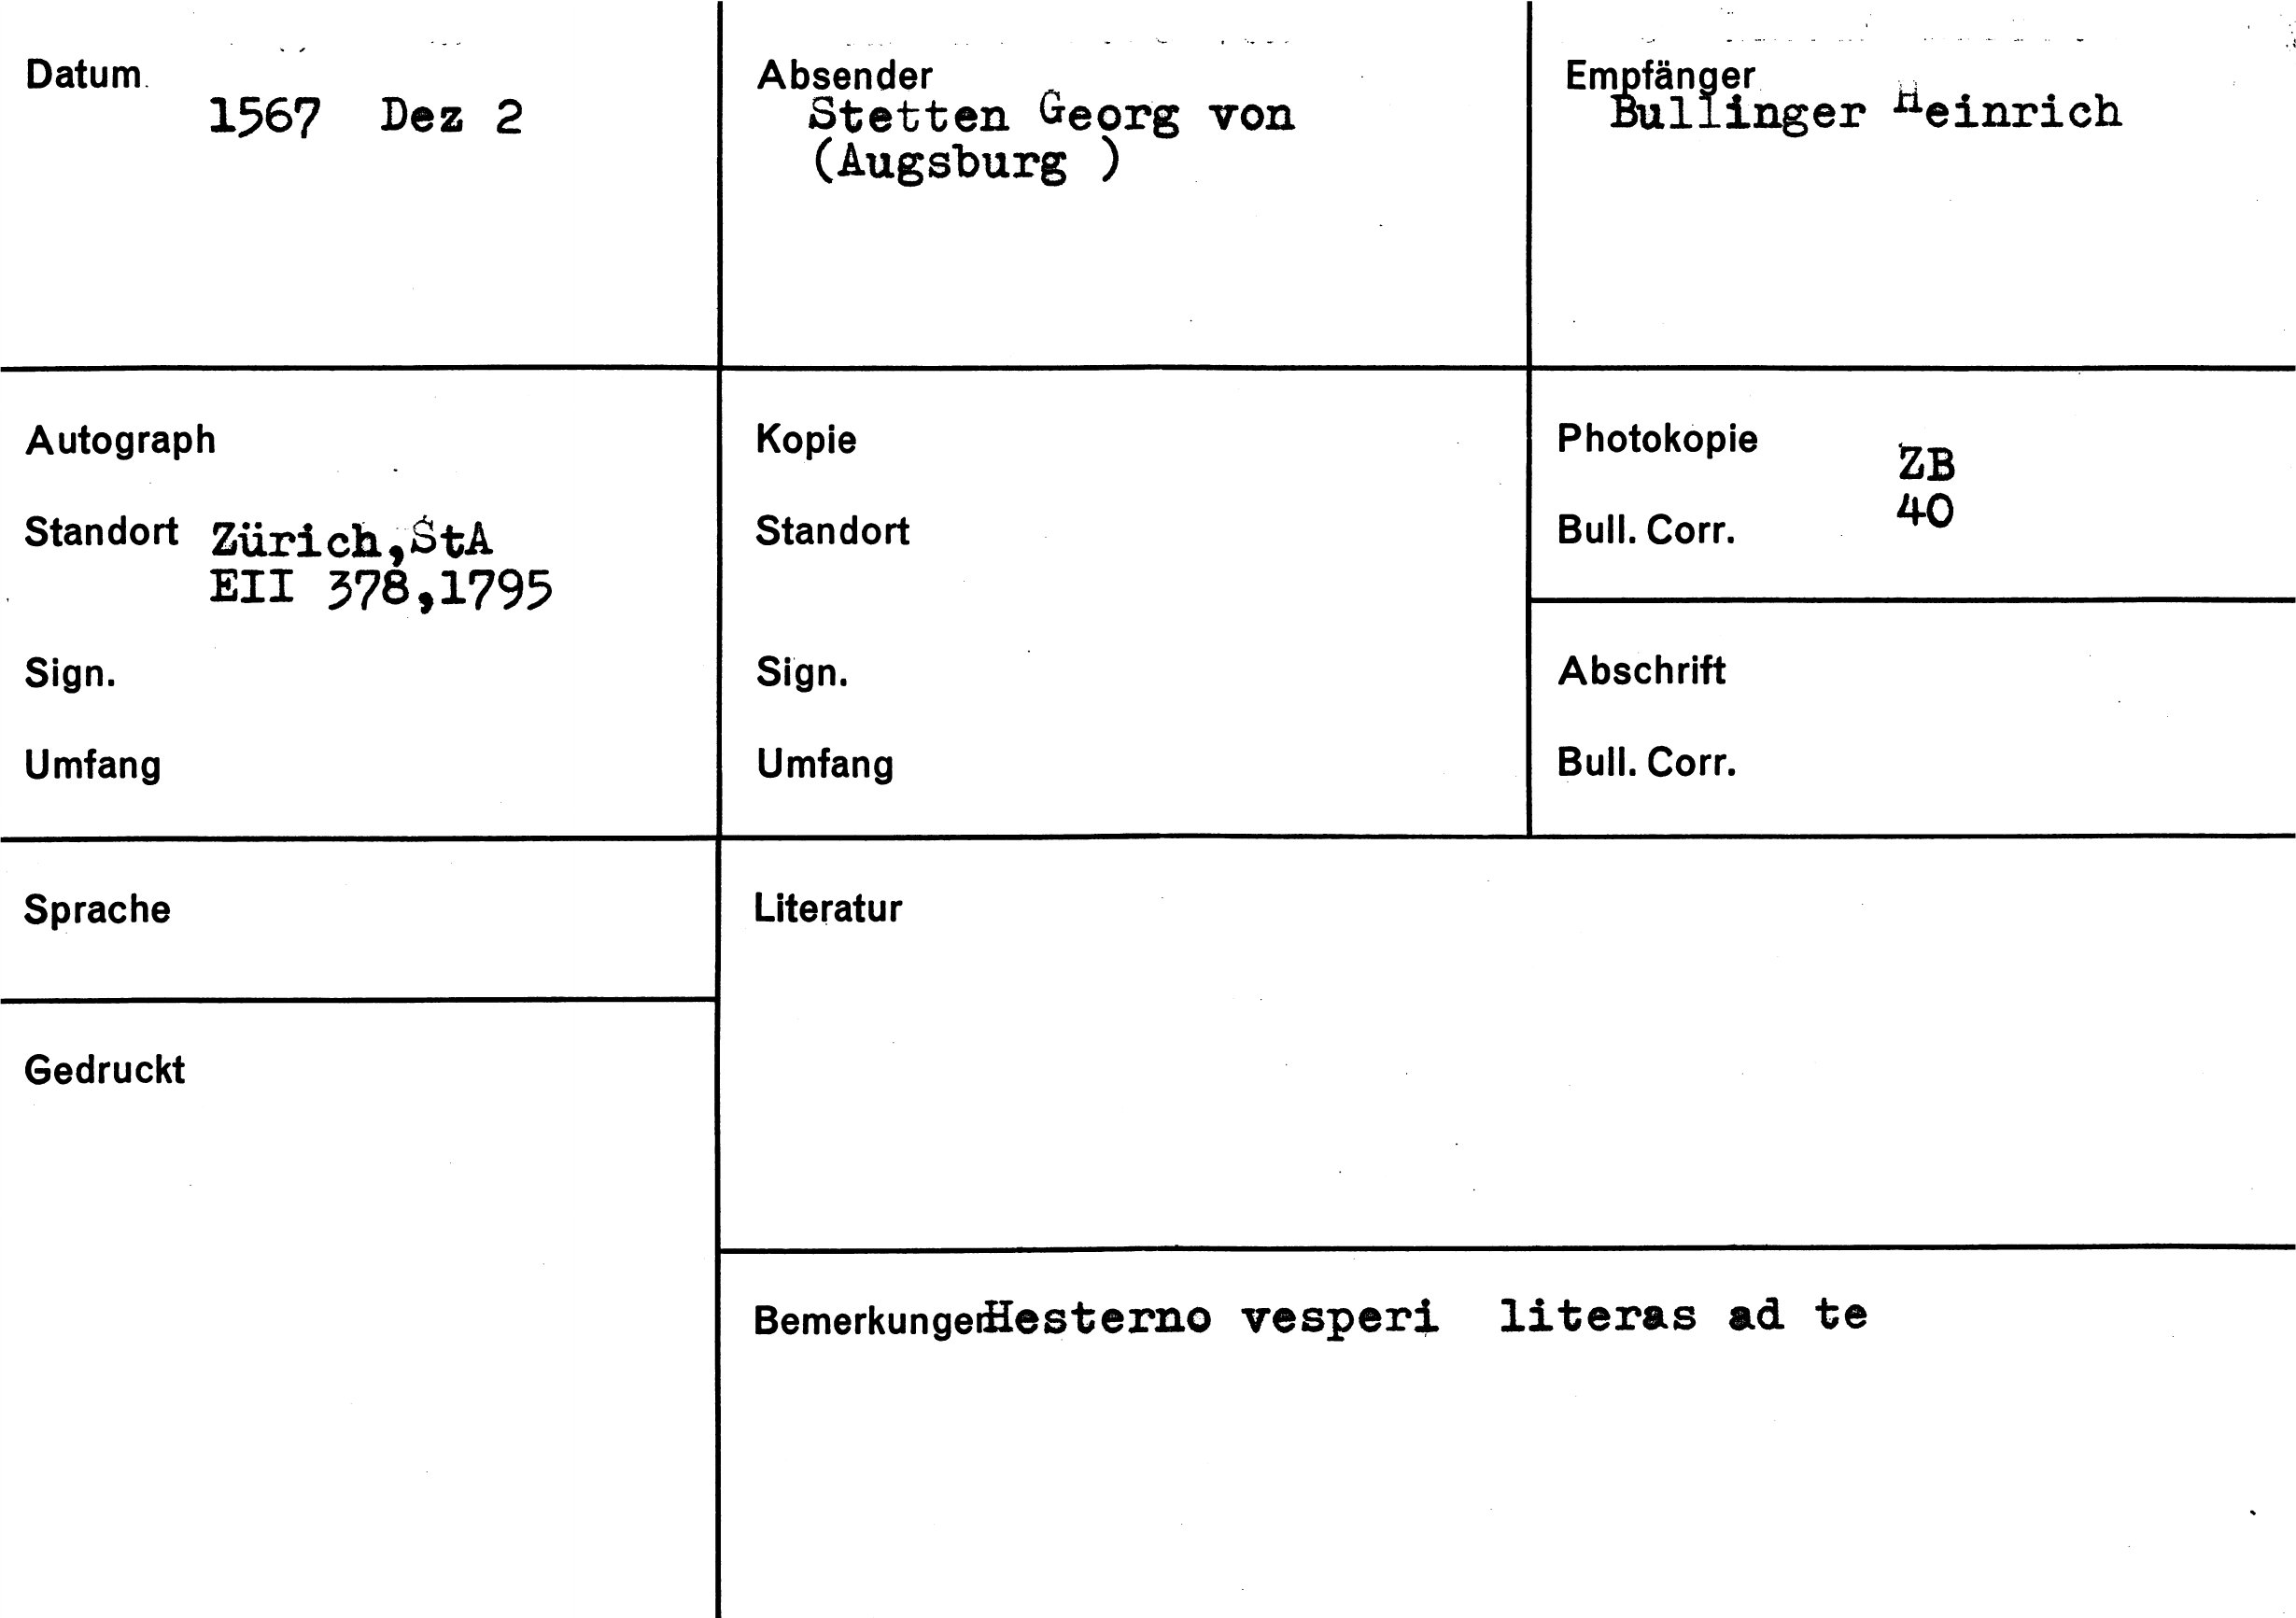 Datum
1567 Dez 2
Absender
Stetten Georg von
(Augsburg )
Empfänger
Bullinger Heinrich
Autograph
Standort Zürich,StA
EII 378,1795
Sign.
Umfang
Kopie
Standort
Sign.
Umfang
Photokopie ZB
Bull. Corr. 40
Abschrift
Bull. Corr.
Sprache
Gedruckt
Literatur
Bemerkungen Hesterno vesperi literas ad te